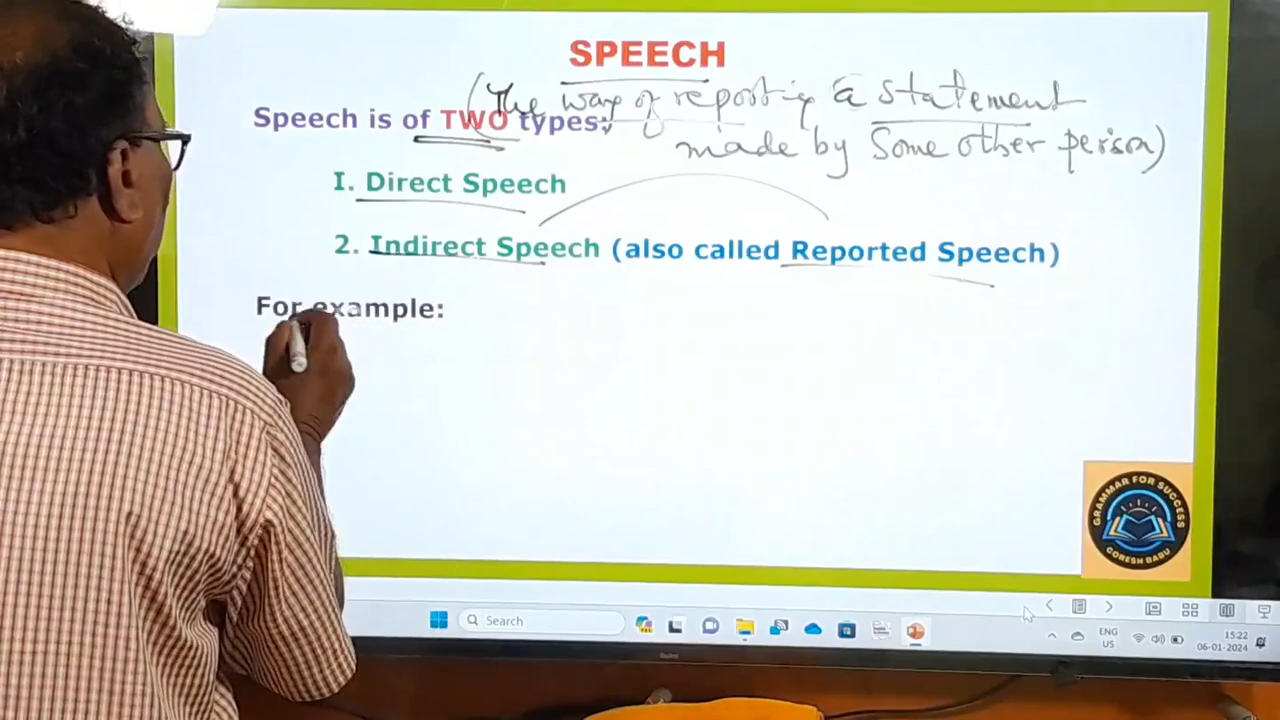 SPEECH
(The way of reporting a statement
Speech is of TWO types:
made by Some other person)
I. Direct Speech
2. Indirect Speech (also called Reported Speech)
For example:
GRAMMAR FOR SUCCESS
GORESH BABU
Search
ENG
US
15:22
06-01-2024
Redmi